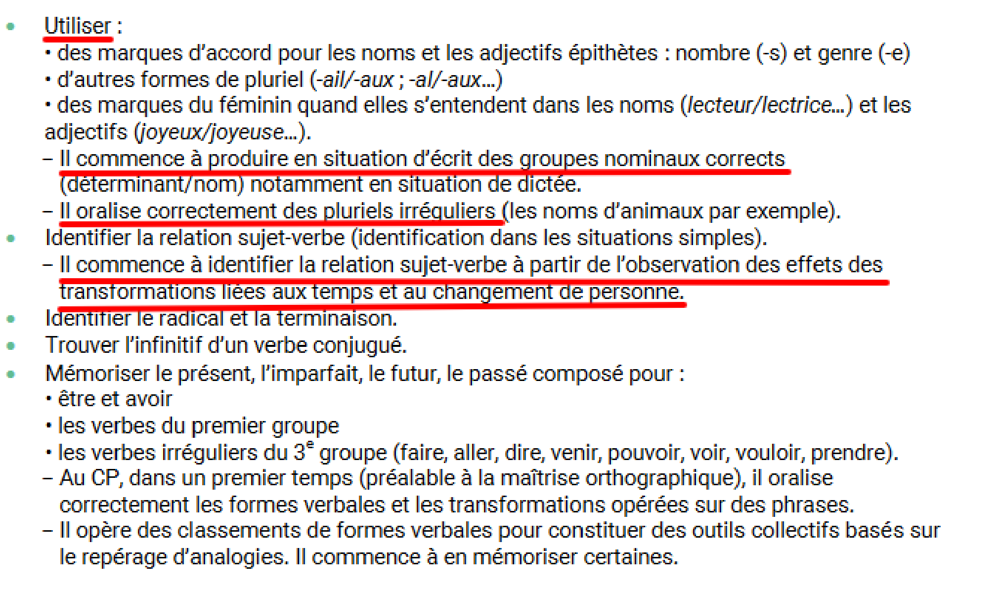 • Utiliser :
• des marques d'accord pour les noms et les adjectifs épithètes : nombre (-s) et genre (-e)
• d'autres formes de pluriel (-ail/-aux ; -al/-aux…)
• des marques du féminin quand elles s'entendent dans les noms (lecteur/lectrice…) et les
adjectifs (joyeux/joyeuse…).
– Il commence à produire en situation d'écrit des groupes nominaux corrects
(déterminant/nom) notamment en situation de dictée.
– Il oralise correctement des pluriels irréguliers (les noms d'animaux par exemple).
• Identifier la relation sujet-verbe (identification dans les situations simples).
– Il commence à identifier la relation sujet-verbe à partir de l'observation des effets des
transformations liées aux temps et au changement de personne.
• Identifier le radical et la terminaison.
• Trouver l'infinitif d'un verbe conjugué.
• Mémoriser le présent, l'imparfait, le futur, le passé composé pour :
• être et avoir
• les verbes du premier groupe
• les verbes irréguliers du 3e groupe (faire, aller, dire, venir, pouvoir, voir, vouloir, prendre).
– Au CP, dans un premier temps (préalable à la maîtrise orthographique), il oralise
correctement les formes verbales et les transformations opérées sur des phrases.
– Il opère des classements de formes verbales pour constituer des outils collectifs basés sur
le repérage d'analogies. Il commence à en mémoriser certaines.